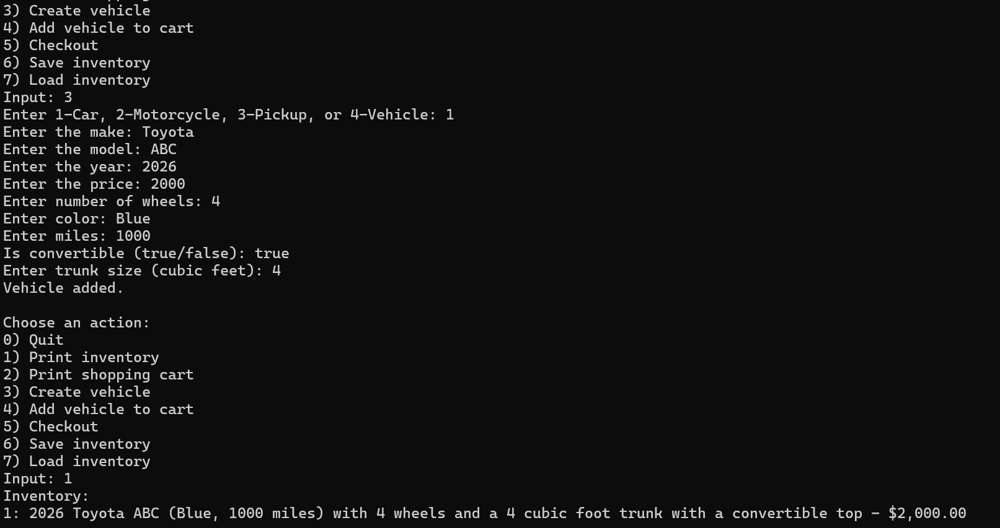 3) Create vehicle
4) Add vehicle to cart
5) Checkout
6) Save inventory
7) Load inventory
Input: 3
Enter 1-Car, 2-Motorcycle, 3-Pickup, or 4-Vehicle: 1
Enter the make: Toyota
Enter the model: ABC
Enter the year: 2026
Enter the price: 2000
Enter number of wheels: 4
Enter color: Blue
Enter miles: 1000
Is convertible (true/false): true
Enter trunk size (cubic feet): 4
Vehicle added.

Choose an action:
0) Quit
1) Print inventory
2) Print shopping cart
3) Create vehicle
4) Add vehicle to cart
5) Checkout
6) Save inventory
7) Load inventory
Input: 1
Inventory:
1: 2026 Toyota ABC (Blue, 1000 miles) with 4 wheels and a 4 cubic foot trunk with a convertible top - $2,000.00